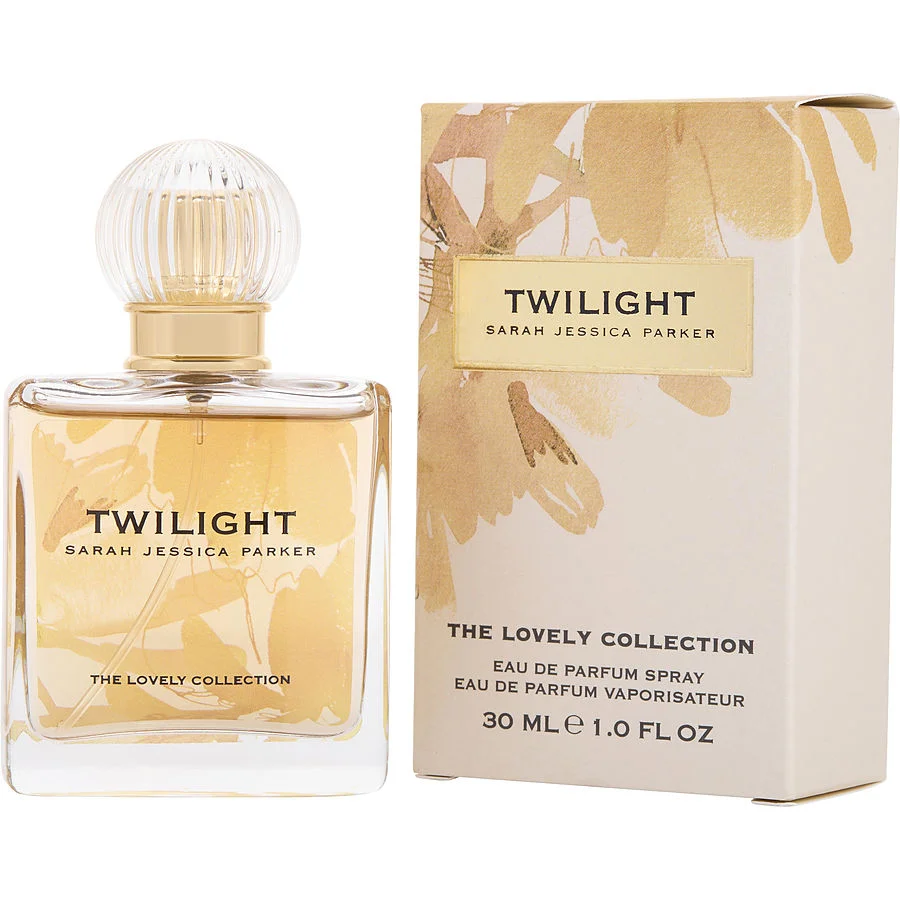 TWILIGHT
SARAH JESSICA PARKER
THE LOVELY COLLECTION
TWILIGHT
SARAH JESSICA PARKER
THE LOVELY COLLECTION
EAU DE PARFUM SPRAY
EAU DE PARFUM VAPORISATEUR
30 ML ℮ 1.0 FL OZ